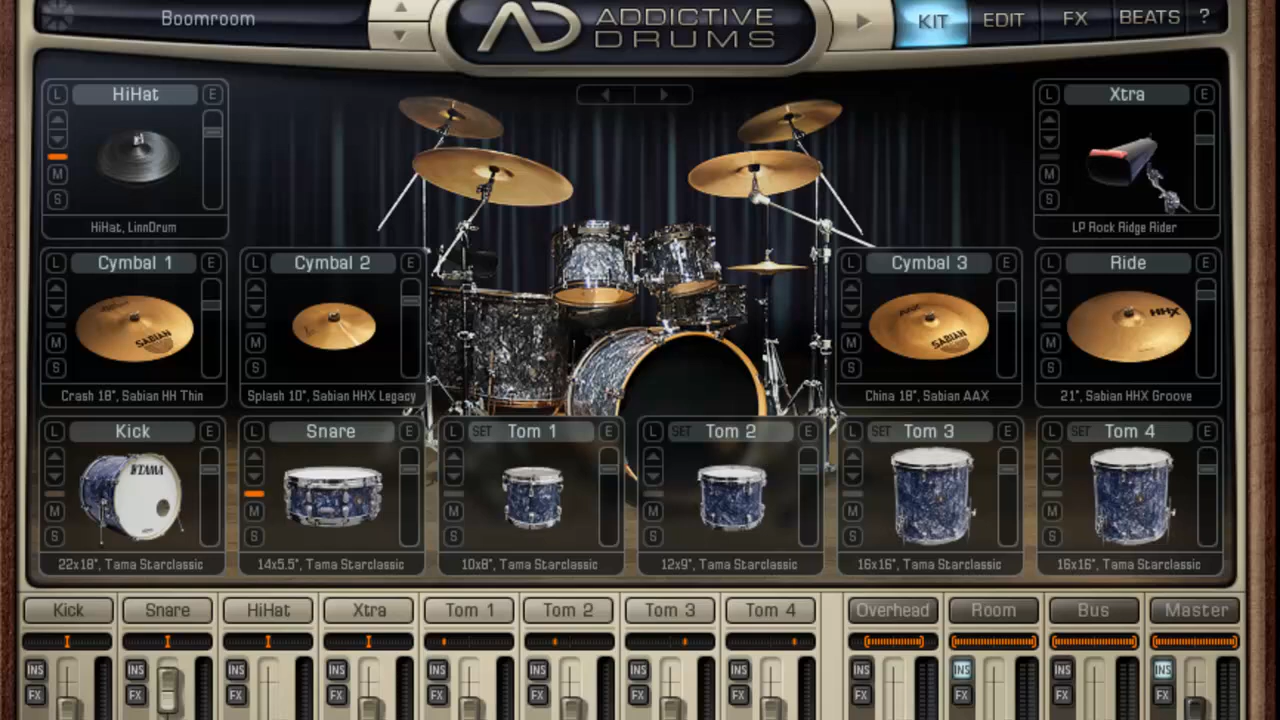 Boomroom
ADDICTIVE DRUMS
KIT EDIT FX BEATS ?
L HiHat E
M
S
HiHat, LinnDrum
L Xtra E
M
S
LP Rock Ridge Rider
L Cymbal 1 E
SABIAN
M
S
Crash 18", Sabian HH Thin
L Cymbal 2 E
M
S
Splash 10", Sabian HHX Legacy
L Cymbal 3 E
AAX
SABIAN
M
S
China 18", Sabian AAX
L Ride E
HHX
M
S
21", Sabian HHX Groove
L Kick E
TAMA
M
S
22x18", Tama Starclassic
L Snare E
M
S
14x5.5", Tama Starclassic
L SET Tom 1 E
M
S
10x8", Tama Starclassic
L SET Tom 2 E
M
S
12x9", Tama Starclassic
L SET Tom 3 E
M
S
16x16", Tama Starclassic
L SET Tom 4 E
M
S
16x16", Tama Starclassic
Kick Snare HiHat Xtra Tom 1 Tom 2 Tom 3 Tom 4 Overhead Room Bus Master
INS INS INS INS INS INS INS INS INS INS INS INS
FX FX FX FX FX FX FX FX FX FX FX FX